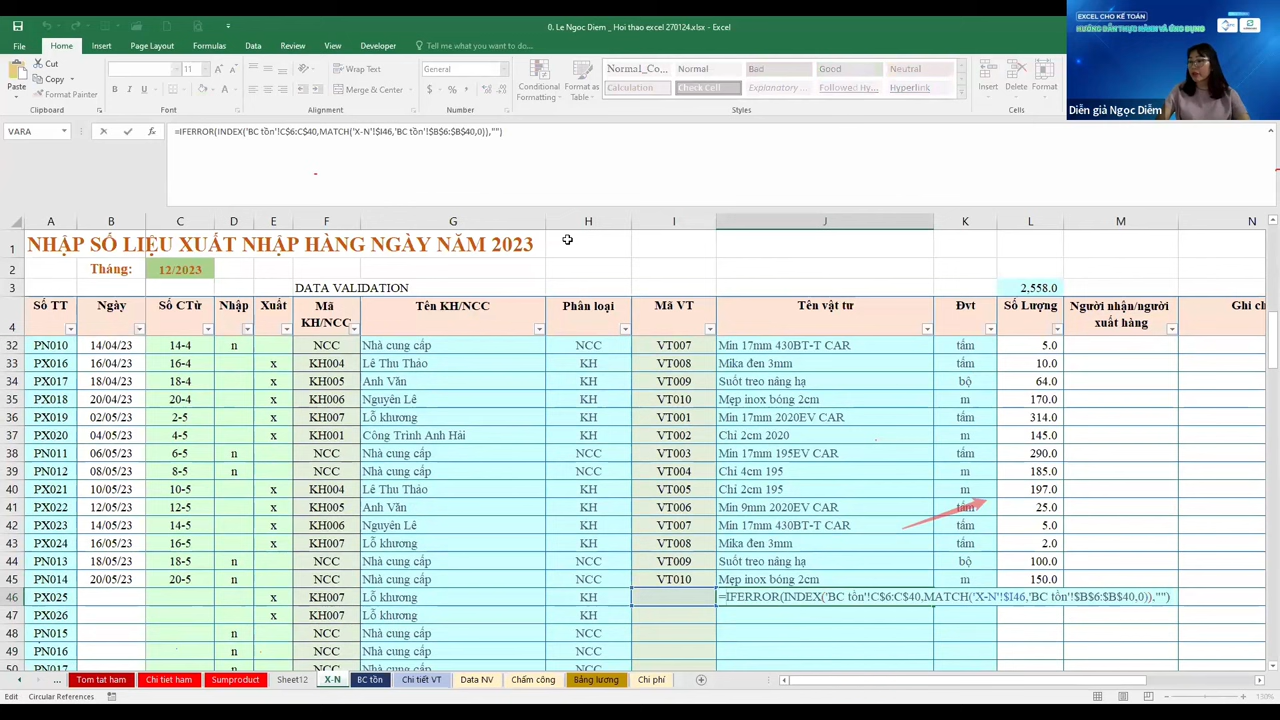 0. Le Ngoc Diem _ Hoi thao excel 270124.xlsx - Excel
EXCEL CHO KẾ TOÁN
HƯỚNG DẪN THỰC HÀNH VÀ ỨNG DỤNG
Diễn giả Ngọc Diễm
File Home Insert Page Layout Formulas Data Review View Developer Tell me what you want to do...
Paste Cut Copy Format Painter
11 Wrap Text Merge & Center General
Conditional Formatting Format as Table
Normal_Co... Normal Bad Good Neutral
Calculation Check Cell Explanatory ... Followed Hy... Hyperlink
Insert Delete Format
Clipboard Font Alignment Number Styles Cells
VARA =IFERROR(INDEX('BC tồn'!C$6:C$40,MATCH('X-N'!$I46,'BC tồn'!$B$6:$B$40,0)),"")
A B C D E F G H I J K L M N
1 NHẬP SỐ LIỆU XUẤT NHẬP HÀNG NGÀY NĂM 2023
2 Tháng: 12/2023
3 DATA VALIDATION 2,558.0
4 Số TT Ngày Số CTừ Nhập Xuất Mã KH/NCC Tên KH/NCC Phân loại Mã VT Tên vật tư Đvt Số Lượng Người nhận/người xuất hàng Ghi ch
32 PN010 14/04/23 14-4 n NCC Nhà cung cấp NCC VT007 Min 17mm 430BT-T CAR tấm 5.0
33 PX016 16/04/23 16-4 x KH004 Lê Thu Thảo KH VT008 Mika đen 3mm tấm 10.0
34 PX017 18/04/23 18-4 x KH005 Anh Văn KH VT009 Suốt treo nâng hạ bộ 64.0
35 PX018 20/04/23 20-4 x KH006 Nguyên Lê KH VT010 Mẹp inox bóng 2cm m 170.0
36 PX019 02/05/23 2-5 x KH007 Lỗ khương KH VT001 Min 17mm 2020EV CAR tấm 314.0
37 PX020 04/05/23 4-5 x KH001 Công Trình Anh Hải KH VT002 Chỉ 2cm 2020 m 145.0
38 PN011 06/05/23 6-5 n NCC Nhà cung cấp NCC VT003 Min 17mm 195EV CAR tấm 290.0
39 PN012 08/05/23 8-5 n NCC Nhà cung cấp NCC VT004 Chỉ 4cm 195 m 185.0
40 PX021 10/05/23 10-5 x KH004 Lê Thu Thảo KH VT005 Chỉ 2cm 195 m 197.0
41 PX022 12/05/23 12-5 x KH005 Anh Văn KH VT006 Min 9mm 2020EV CAR tấm 25.0
42 PX023 14/05/23 14-5 x KH006 Nguyên Lê KH VT007 Min 17mm 430BT-T CAR tấm 5.0
43 PX024 16/05/23 16-5 x KH007 Lỗ khương KH VT008 Mika đen 3mm tấm 2.0
44 PN013 18/05/23 18-5 n NCC Nhà cung cấp NCC VT009 Suốt treo nâng hạ bộ 100.0
45 PN014 20/05/23 20-5 n NCC Nhà cung cấp NCC VT010 Mẹp inox bóng 2cm m 150.0
46 PX025 x KH007 Lỗ khương KH =IFERROR(INDEX('BC tồn'!C$6:C$40,MATCH('X-N'!$I46,'BC tồn'!$B$6:$B$40,0)),"")
47 PX026 x KH007 Lỗ khương KH
48 PN015 n NCC Nhà cung cấp NCC
49 PN016 n NCC Nhà cung cấp NCC
50 PN017 n NCC Nhà cung cấp NCC
... Tom tat ham Chi tiet ham Sumproduct Sheet12 X-N BC tồn Chi tiết VT Data NV Chấm công Bảng lương Chi phí
Edit Circular References 130%